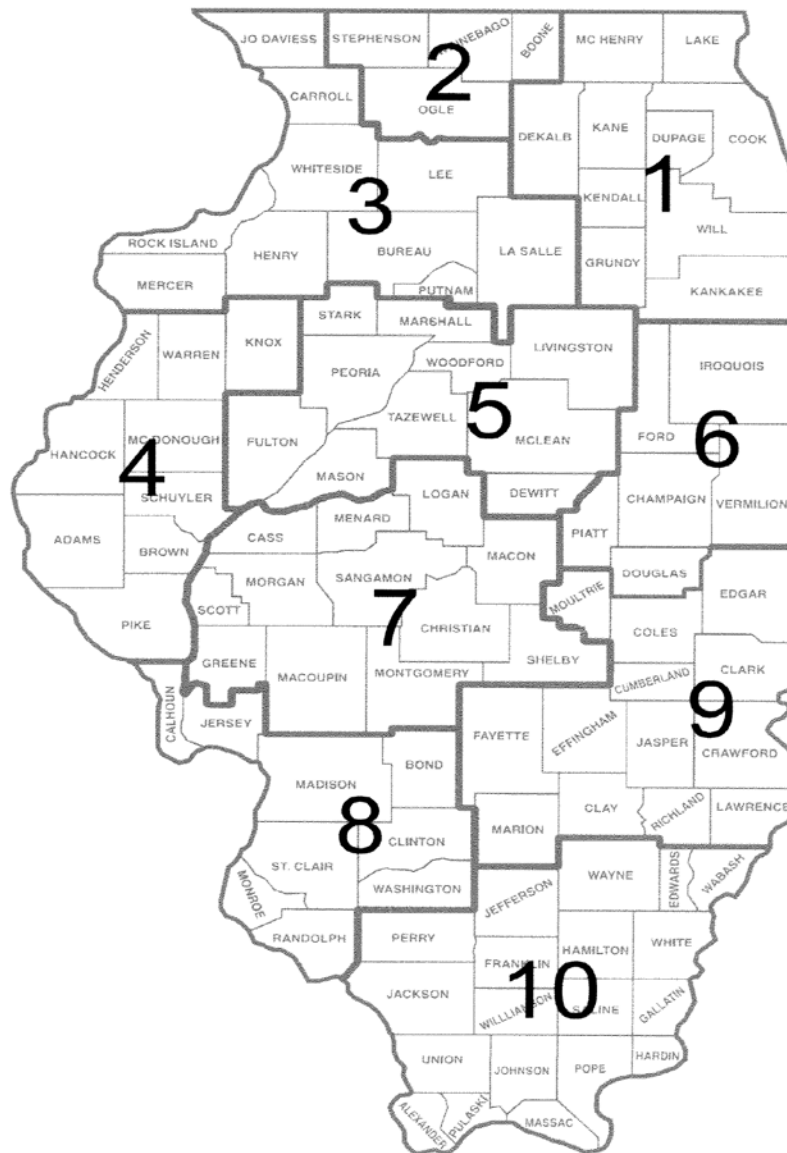 JO DAVIESS
STEPHENSON
WINNEBAGO
BOONE
MC HENRY
LAKE
2
CARROLL
OGLE
DEKALB
KANE
DUPAGE
COOK
WHITESIDE
LEE
1
3
KENDALL
WILL
ROCK ISLAND
HENRY
BUREAU
LA SALLE
GRUNDY
MERCER
PUTNAM
KANKAKEE
STARK
MARSHALL
HENDERSON
WARREN
KNOX
WOODFORD
LIVINGSTON
IROQUOIS
PEORIA
5
TAZEWELL
6
HANCOCK
MC DONOUGH
FULTON
MCLEAN
FORD
4
MASON
SCHUYLER
LOGAN
DEWITT
CHAMPAIGN
VERMILION
ADAMS
MENARD
PIATT
BROWN
CASS
MACON
MORGAN
SANGAMON
DOUGLAS
MOULTRIE
EDGAR
SCOTT
7
PIKE
CHRISTIAN
COLES
GREENE
MACOUPIN
MONTGOMERY
SHELBY
CLARK
CUMBERLAND
9
CALHOUN
JERSEY
FAYETTE
EFFINGHAM
JASPER
CRAWFORD
BOND
MADISON
CLAY
RICHLAND
LAWRENCE
8
MARION
CLINTON
ST. CLAIR
WASHINGTON
WAYNE
EDWARDS
WABASH
MONROE
JEFFERSON
RANDOLPH
PERRY
HAMILTON
WHITE
FRANKLIN
10
JACKSON
WILLLIAMSON
SALINE
GALLATIN
UNION
JOHNSON
POPE
HARDIN
ALEXANDER
PULASKI
MASSAC